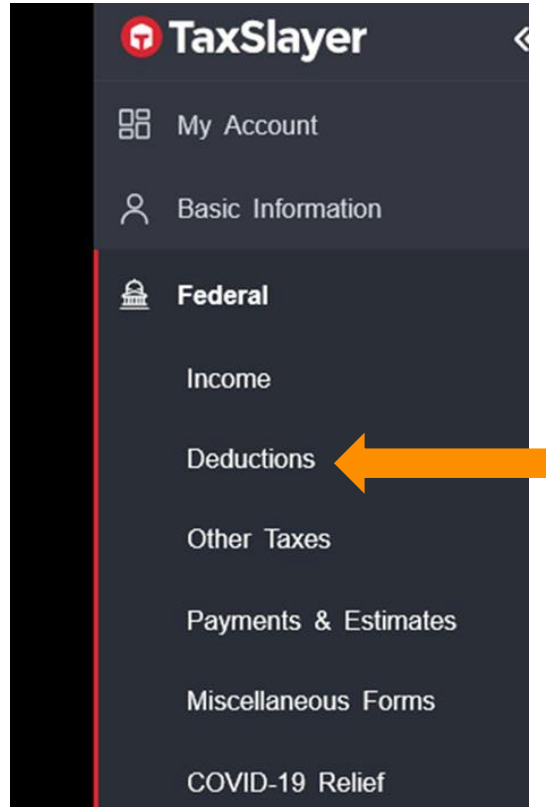 TaxSlayer
My Account
Basic Information
Federal
Income
Deductions
Other Taxes
Payments & Estimates
Miscellaneous Forms
COVID-19 Relief